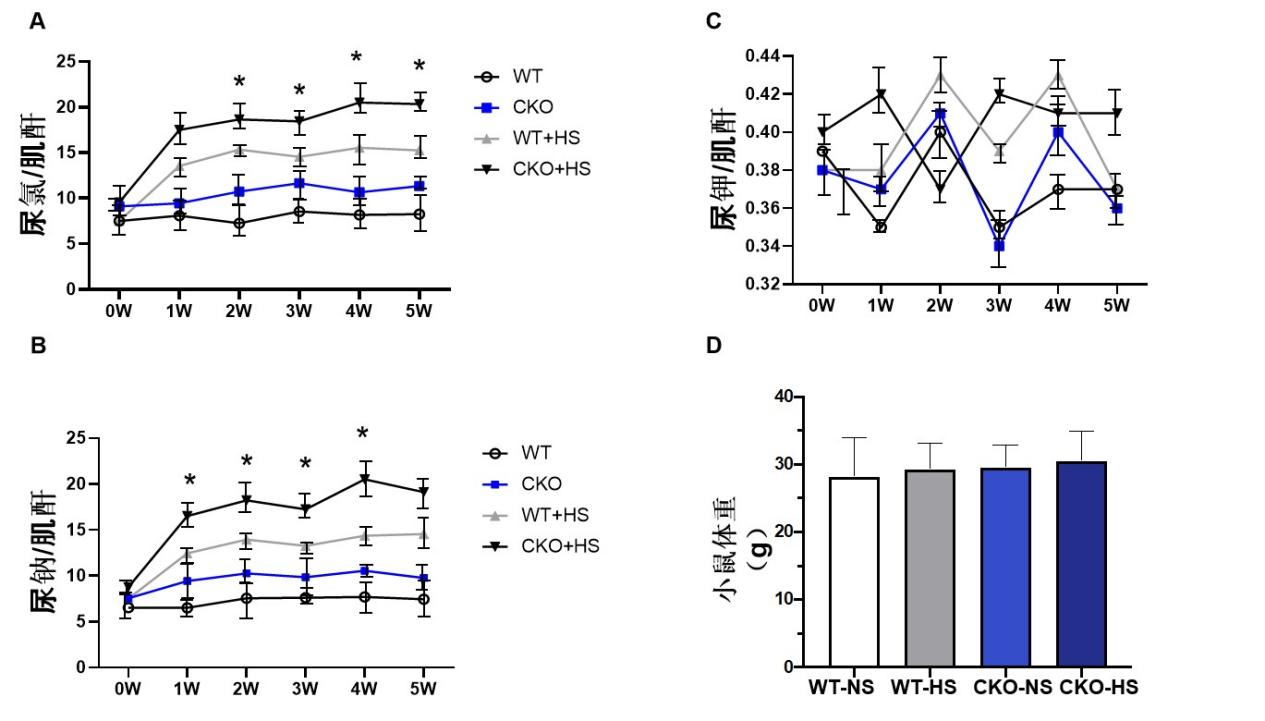 A
尿氯/肌酐
25
20
15
10
5
0
*
*
*
*
0W 1W 2W 3W 4W 5W
WT
CKO
WT+HS
CKO+HS
C
尿钾/肌酐
0.44
0.42
0.40
0.38
0.36
0.34
0.32
0W 1W 2W 3W 4W 5W
B
尿钠/肌酐
25
20
15
10
5
0
*
*
*
*
0W 1W 2W 3W 4W 5W
WT
CKO
WT+HS
CKO+HS
D
小鼠体重
（g）
40
30
20
10
0
WT-NS WT-HS CKO-NS CKO-HS